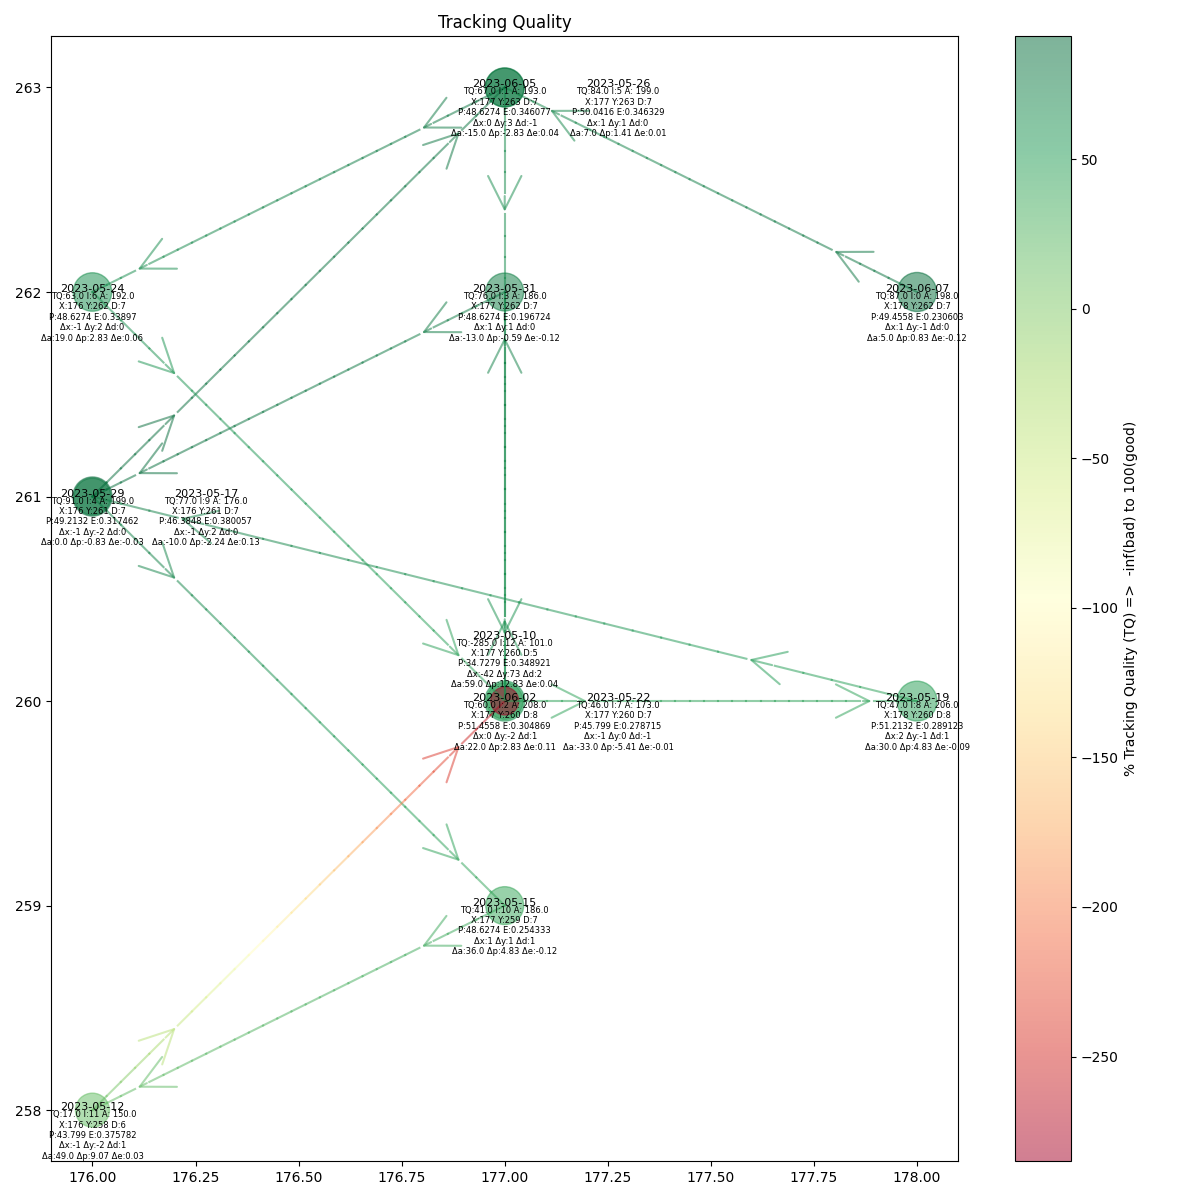 Tracking Quality
263
262
261
260
259
258
176.00
176.25
176.50
176.75
177.00
177.25
177.50
177.75
178.00
2023-06-05
TQ:67.0 I:1 A: 193.0
X:177 Y:263 D:7
P:48.6274 E:0.346077
Δx:0 Δy:3 Δd:-1
Δa:-15.0 Δp:-2.83 Δe:0.04
2023-05-26
TQ:84.0 I:5 A: 199.0
X:177 Y:263 D:7
P:50.0416 E:0.346329
Δx:1 Δy:1 Δd:0
Δa:7.0 Δp:1.41 Δe:0.01
2023-05-24
TQ:63.0 I:6 A: 192.0
X:176 Y:262 D:7
P:48.6274 E:0.33897
Δx:-1 Δy:2 Δd:0
Δa:19.0 Δp:2.83 Δe:0.06
2023-05-31
TQ:76.0 I:3 A: 186.0
X:177 Y:262 D:7
P:48.6274 E:0.196724
Δx:1 Δy:1 Δd:0
Δa:-13.0 Δp:-0.59 Δe:-0.12
2023-06-07
TQ:87.0 I:0 A: 198.0
X:178 Y:262 D:7
P:49.4558 E:0.230603
Δx:1 Δy:-1 Δd:0
Δa:5.0 Δp:0.83 Δe:-0.12
2023-05-29
TQ:91.0 I:4 A: 199.0
X:176 Y:261 D:7
P:49.2132 E:0.317462
Δx:-1 Δy:-2 Δd:0
Δa:0.0 Δp:-0.83 Δe:-0.03
2023-05-17
TQ:77.0 I:9 A: 176.0
X:176 Y:261 D:7
P:46.3848 E:0.380057
Δx:-1 Δy:2 Δd:0
Δa:-10.0 Δp:-2.24 Δe:0.13
2023-05-10
TQ:-285.0 I:12 A: 101.0
X:177 Y:260 D:5
P:34.7279 E:0.348921
Δx:-42 Δy:73 Δd:2
Δa:59.0 Δp:12.83 Δe:0.04
2023-06-02
TQ:60.0 I:2 A: 208.0
X:177 Y:260 D:8
P:51.4558 E:0.304869
Δx:0 Δy:-2 Δd:1
Δa:22.0 Δp:2.83 Δe:0.11
2023-05-22
TQ:46.0 I:7 A: 173.0
X:177 Y:260 D:7
P:45.799 E:0.278715
Δx:-1 Δy:0 Δd:-1
Δa:-33.0 Δp:-5.41 Δe:-0.01
2023-05-19
TQ:47.0 I:8 A: 206.0
X:178 Y:260 D:8
P:51.2132 E:0.289123
Δx:2 Δy:-1 Δd:1
Δa:30.0 Δp:4.83 Δe:-0.09
2023-05-15
TQ:41.0 I:10 A: 186.0
X:177 Y:259 D:7
P:48.6274 E:0.254333
Δx:1 Δy:1 Δd:1
Δa:36.0 Δp:4.83 Δe:-0.12
2023-05-12
TQ:17.0 I:11 A: 150.0
X:176 Y:258 D:6
P:43.799 E:0.375782
Δx:-1 Δy:-2 Δd:1
Δa:49.0 Δp:9.07 Δe:0.03
50
0
−50
−100
−150
−200
−250
% Tracking Quality (TQ) =>  -inf(bad) to 100(good)